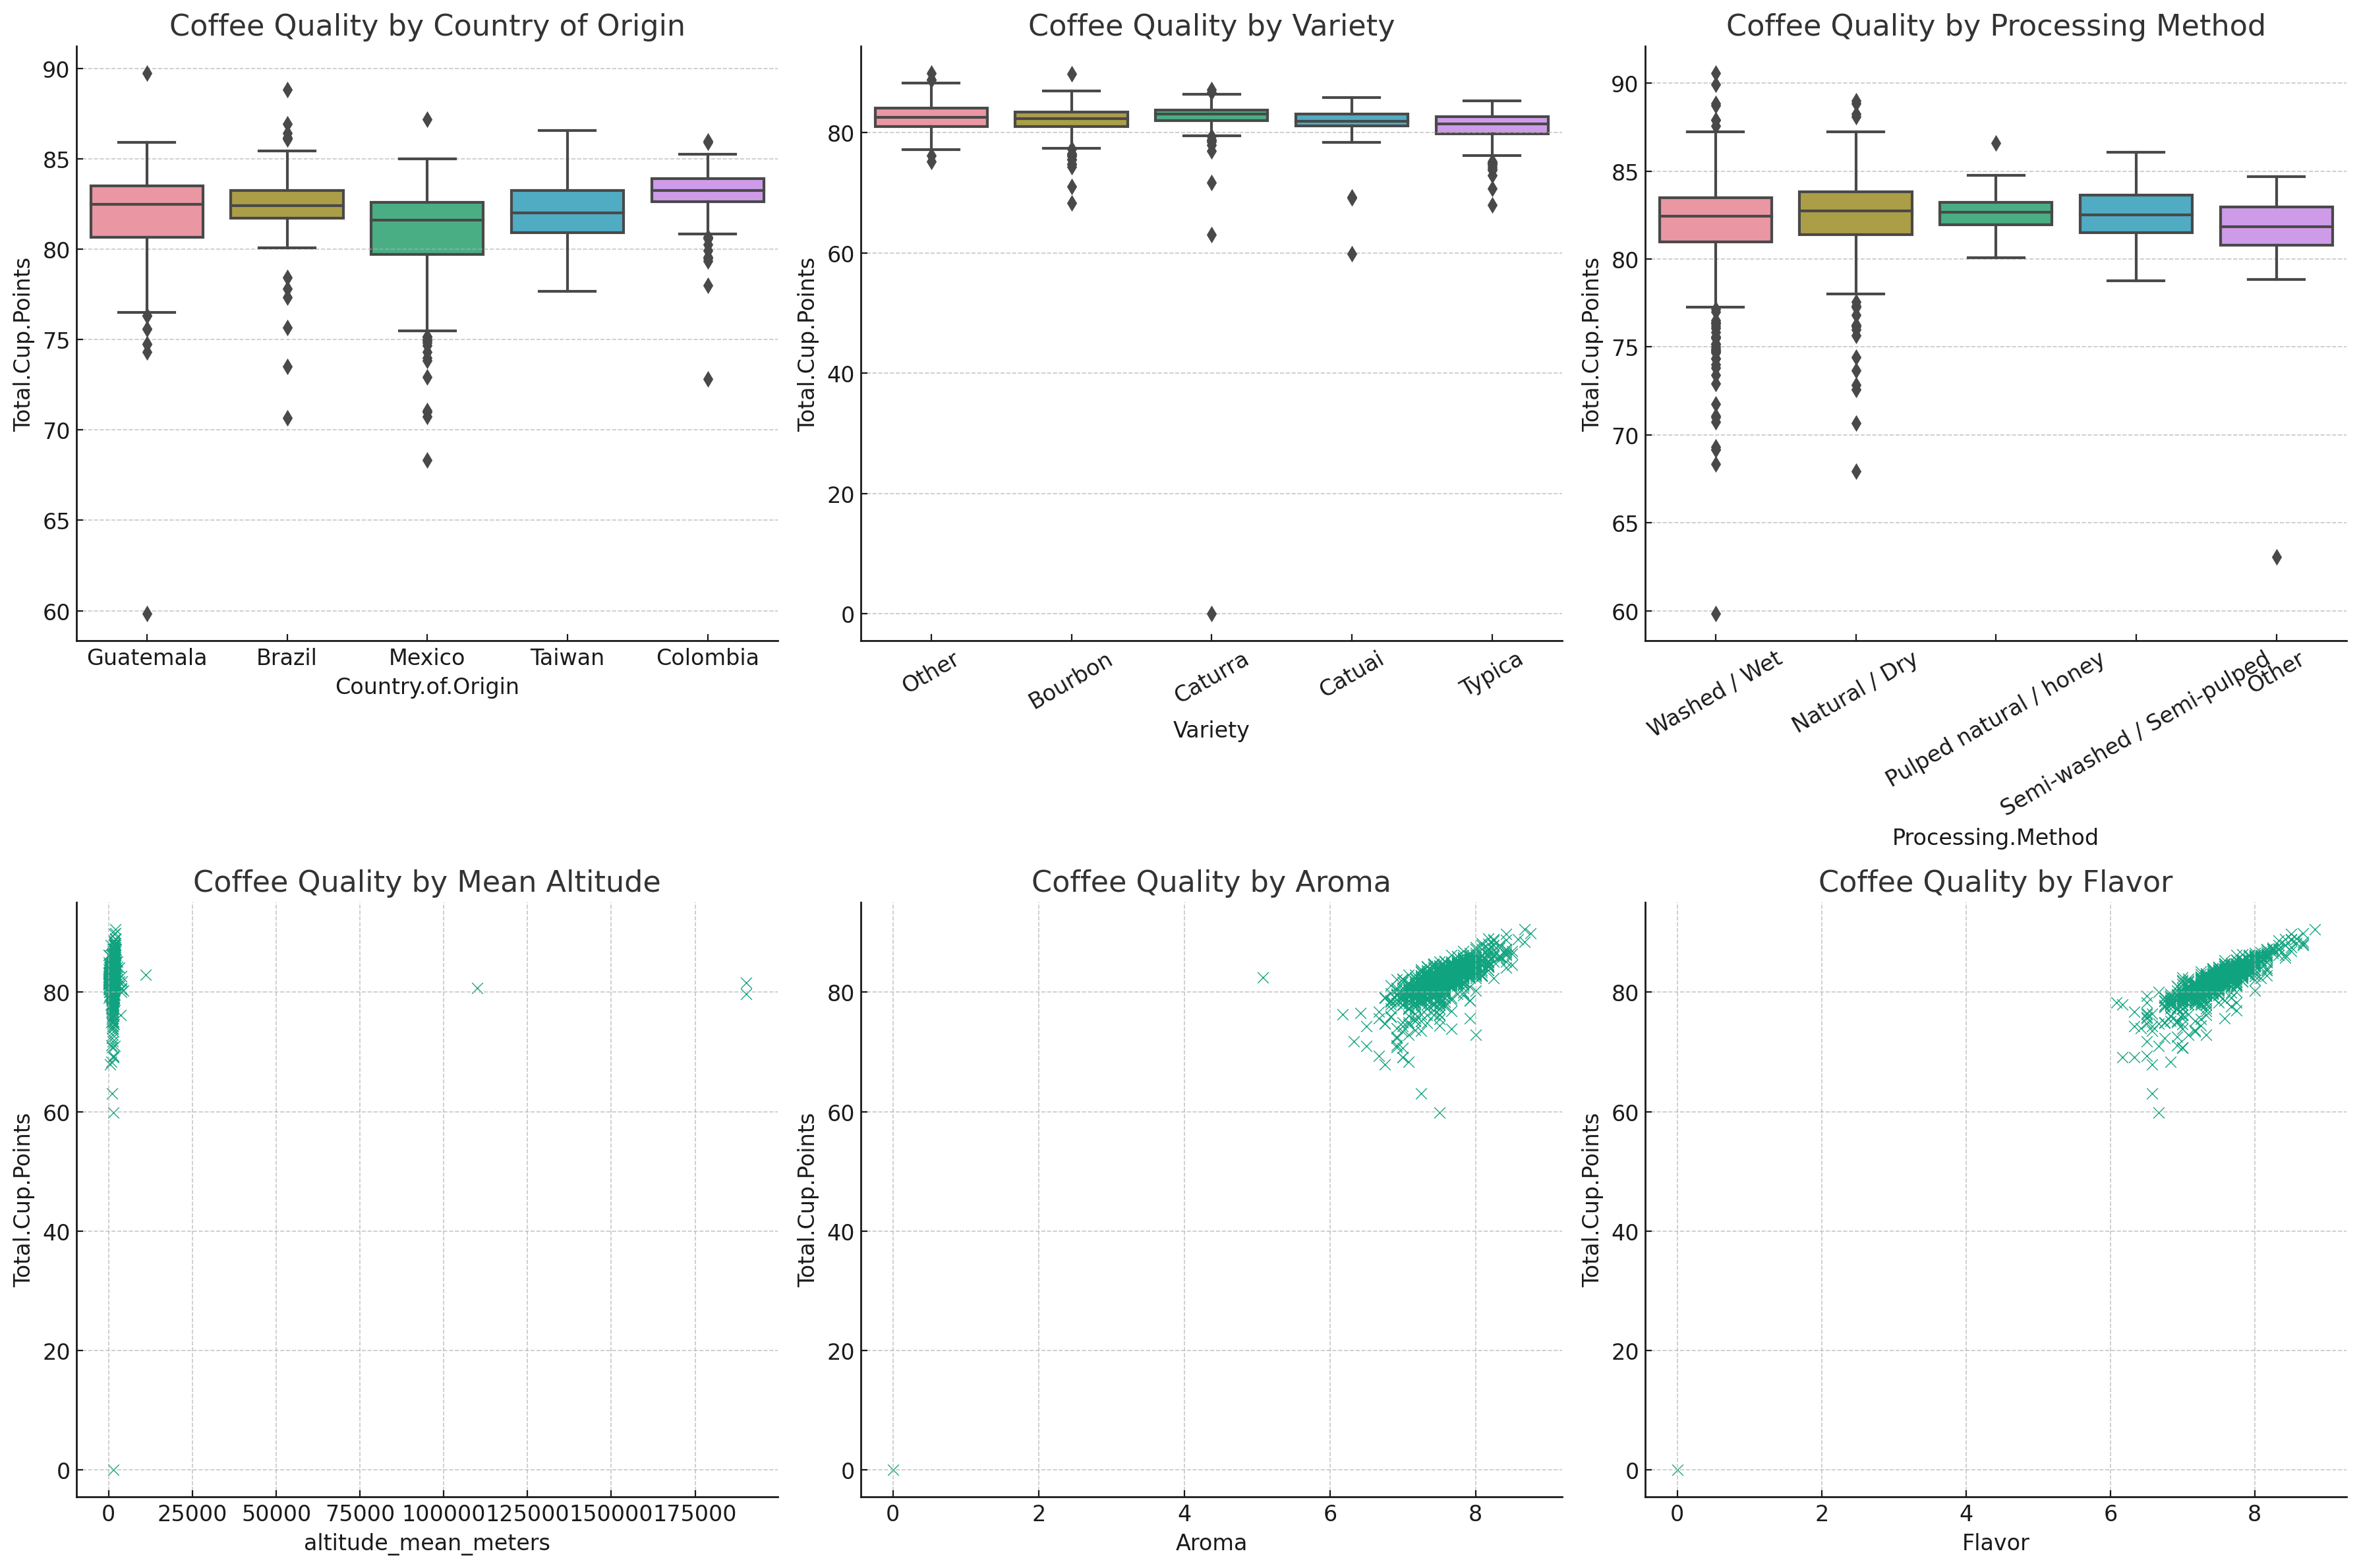 Coffee Quality by Country of Origin
90
85
80
75
70
65
60
Total.Cup.Points
Guatemala Brazil Mexico Taiwan Colombia
Country.of.Origin
Coffee Quality by Variety
80
60
40
20
0
Total.Cup.Points
Other Bourbon Caturra Catuai Typica
Variety
Coffee Quality by Processing Method
90
85
80
75
70
65
60
Total.Cup.Points
Washed / Wet Natural / Dry Pulped natural / honey Semi-washed / Semi-pulped Other
Processing.Method
Coffee Quality by Mean Altitude
80
60
40
20
0
Total.Cup.Points
0 25000 50000 75000 100000 125000 150000 175000
altitude_mean_meters
Coffee Quality by Aroma
80
60
40
20
0
Total.Cup.Points
0 2 4 6 8
Aroma
Coffee Quality by Flavor
80
60
40
20
0
Total.Cup.Points
0 2 4 6 8
Flavor